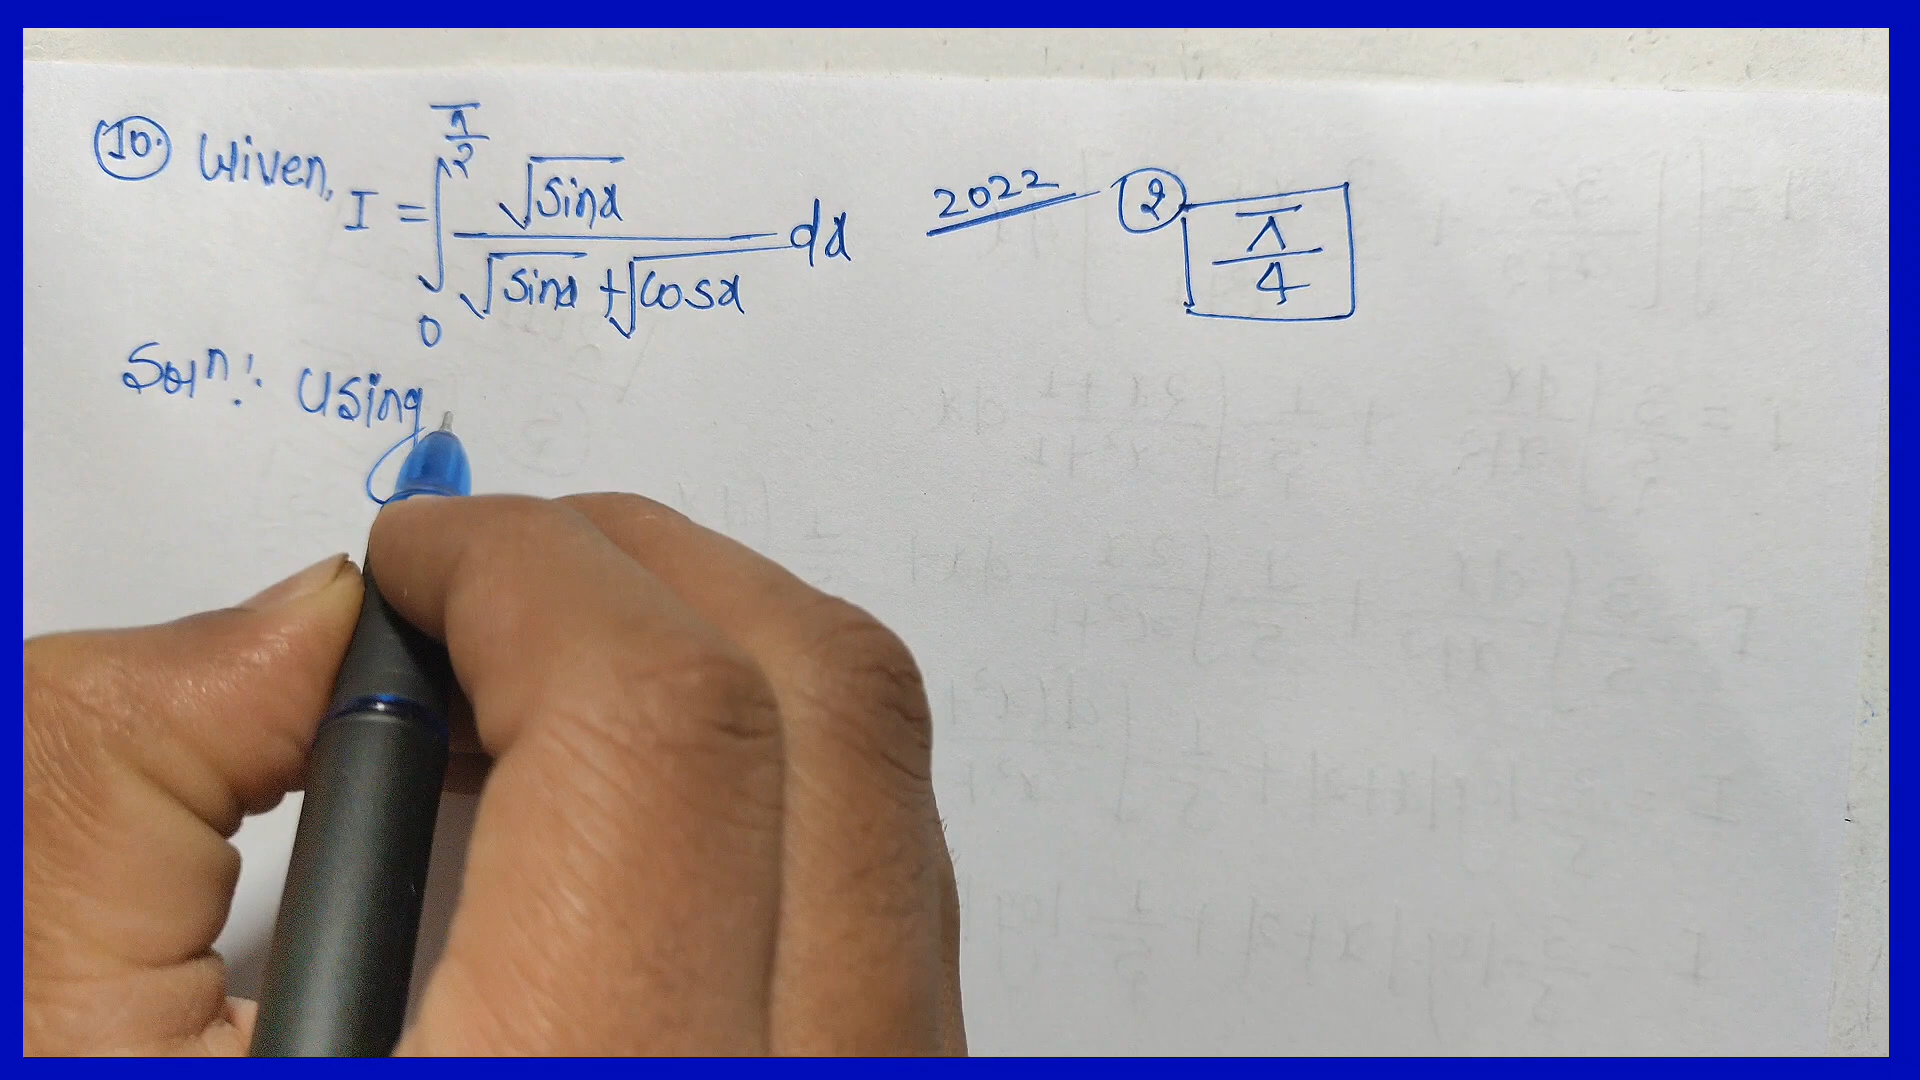 10. Given, I = ∫₀^(π/2) √sinx / (√sinx + √cosx) dx 2022 2 π/4
Solⁿ: Using